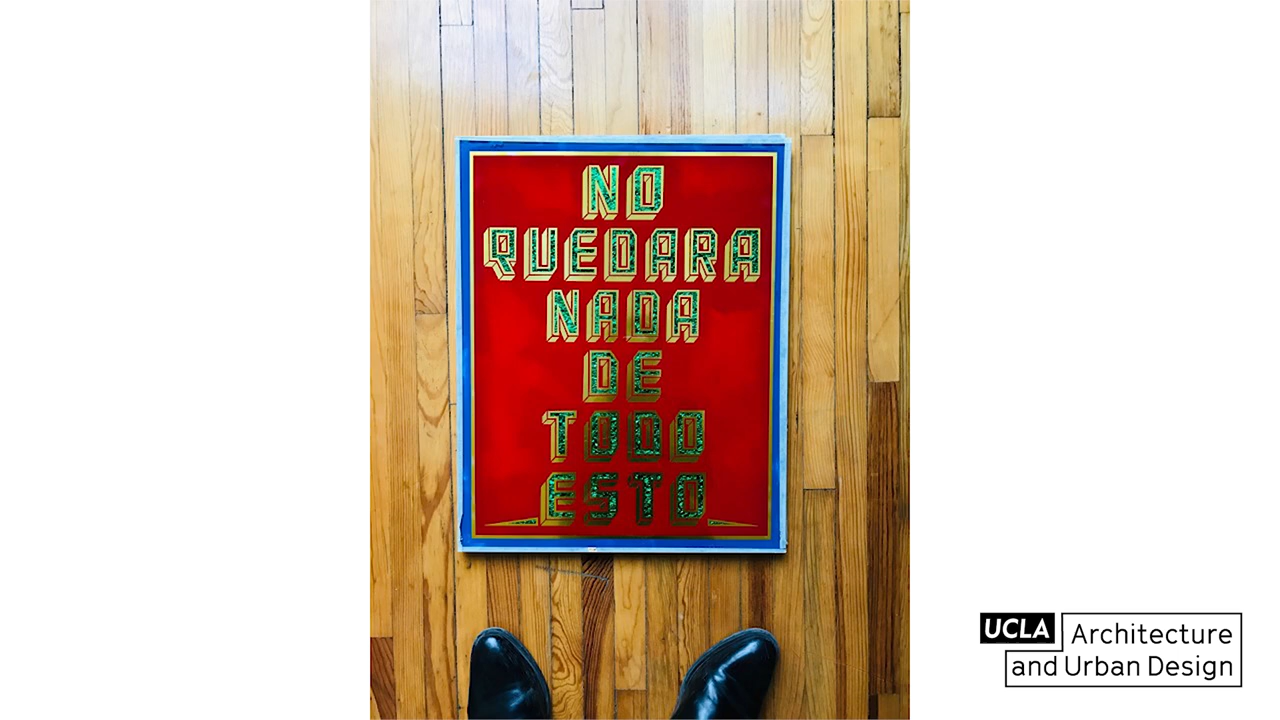 NO
QUEDARA
NADA
DE
TODO
ESTO
UCLA Architecture
and Urban Design